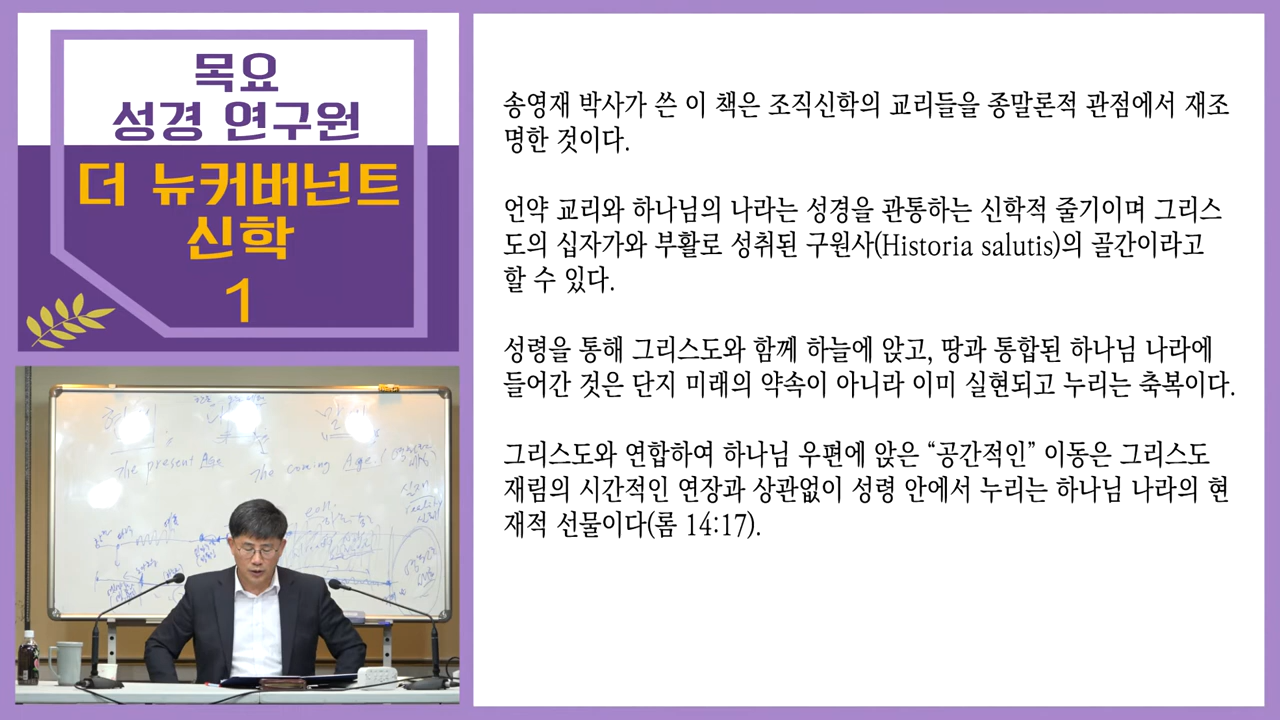 목요
성경 연구원
더 뉴커버넌트
신학
1
송영재 박사가 쓴 이 책은 조직신학의 교리들을 종말론적 관점에서 재조
명한 것이다.
언약 교리와 하나님의 나라는 성경을 관통하는 신학적 줄기이며 그리스
도의 십자가와 부활로 성취된 구원사(Historia salutis)의 골간이라고
할 수 있다.
성령을 통해 그리스도와 함께 하늘에 앉고, 땅과 통합된 하나님 나라에
들어간 것은 단지 미래의 약속이 아니라 이미 실현되고 누리는 축복이다.
그리스도와 연합하여 하나님 우편에 앉은 “공간적인” 이동은 그리스도
재림의 시간적인 연장과 상관없이 성령 안에서 누리는 하나님 나라의 현
재적 선물이다(롬 14:17).
The present Age
The coming Age.
reality